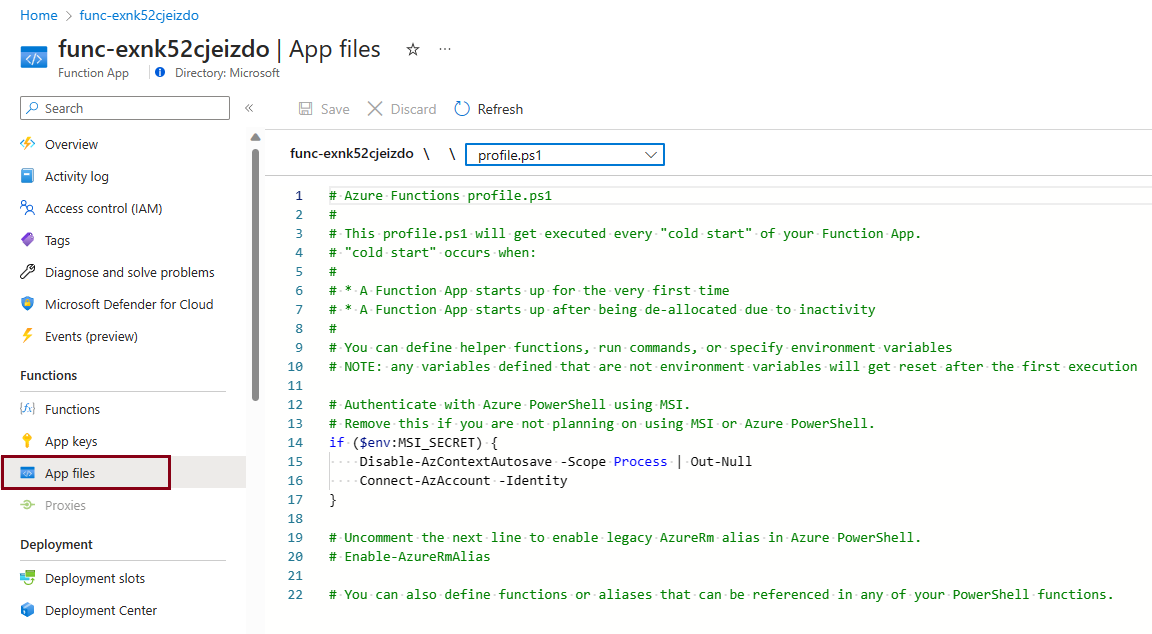 Home > func-exnk52cjeizdo
func-exnk52cjeizdo | App files
Function App
Directory: Microsoft
Search
«
Save
Discard
Refresh
Overview
Activity log
Access control (IAM)
Tags
Diagnose and solve problems
Microsoft Defender for Cloud
Events (preview)
Functions
Functions
App keys
App files
Proxies
Deployment
Deployment slots
Deployment Center
func-exnk52cjeizdo \ \ profile.ps1
1 # Azure Functions profile.ps1
2 #
3 # This profile.ps1 will get executed every "cold start" of your Function App.
4 # "cold start" occurs when:
5 #
6 # * A Function App starts up for the very first time
7 # * A Function App starts up after being de-allocated due to inactivity
8 #
9 # You can define helper functions, run commands, or specify environment variables
10 # NOTE: any variables defined that are not environment variables will get reset after the first execution
11
12 # Authenticate with Azure PowerShell using MSI.
13 # Remove this if you are not planning on using MSI or Azure PowerShell.
14 if ($env:MSI_SECRET) {
15     Disable-AzContextAutosave -Scope Process | Out-Null
16     Connect-AzAccount -Identity
17 }
18
19 # Uncomment the next line to enable legacy AzureRm alias in Azure PowerShell.
20 # Enable-AzureRmAlias
21
22 # You can also define functions or aliases that can be referenced in any of your PowerShell functions.